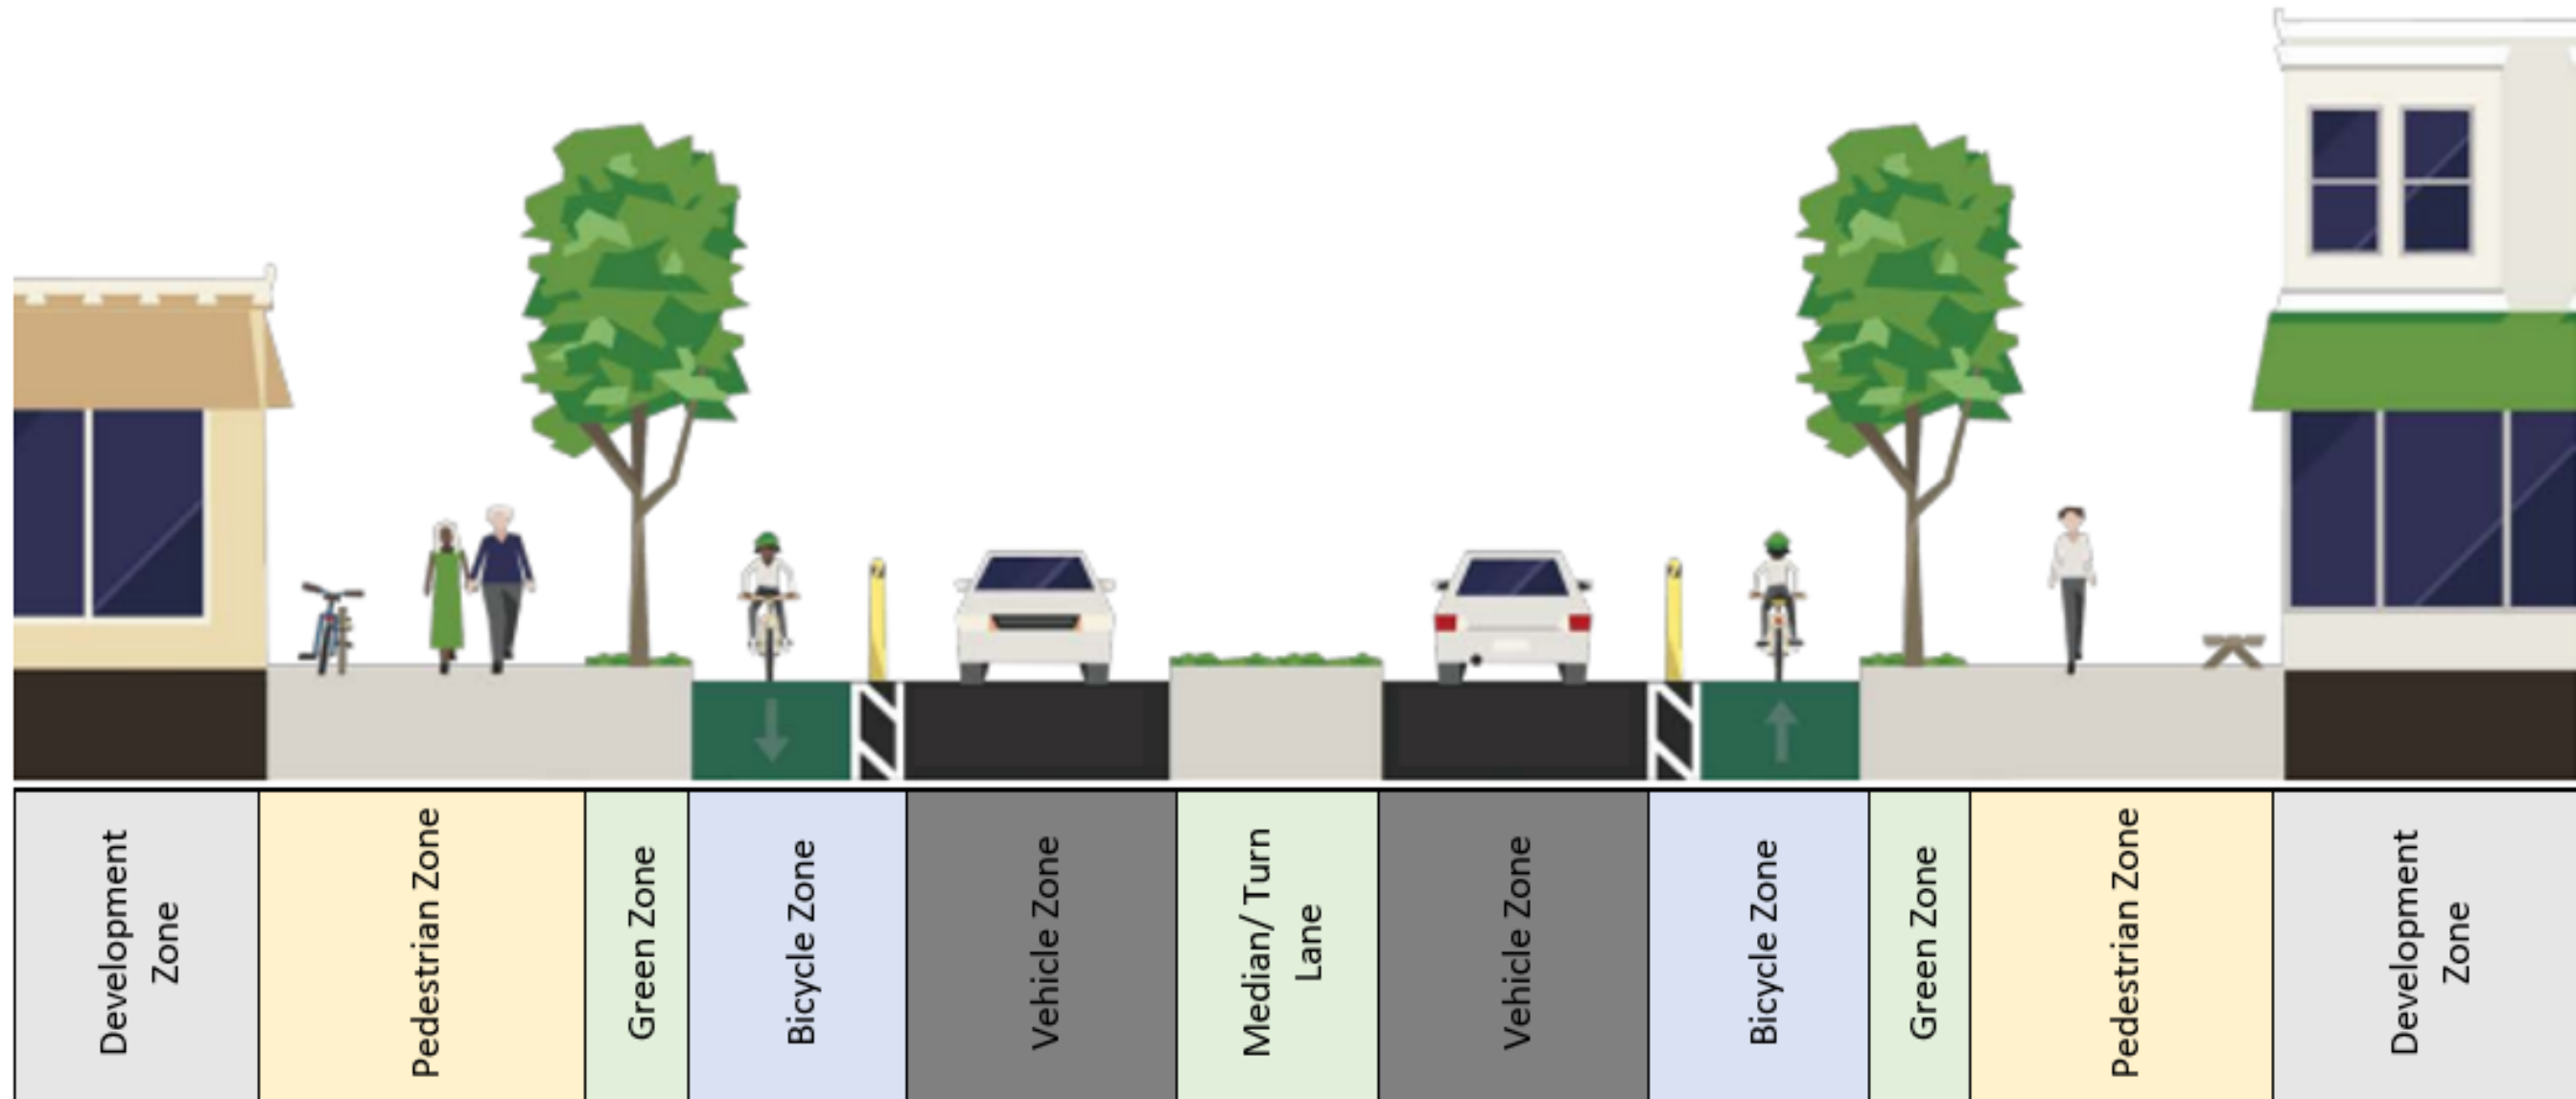 Development
Zone
Pedestrian Zone
Green Zone
Bicycle Zone
Vehicle Zone
Median/ Turn
Lane
Vehicle Zone
Bicycle Zone
Green Zone
Pedestrian Zone
Development
Zone